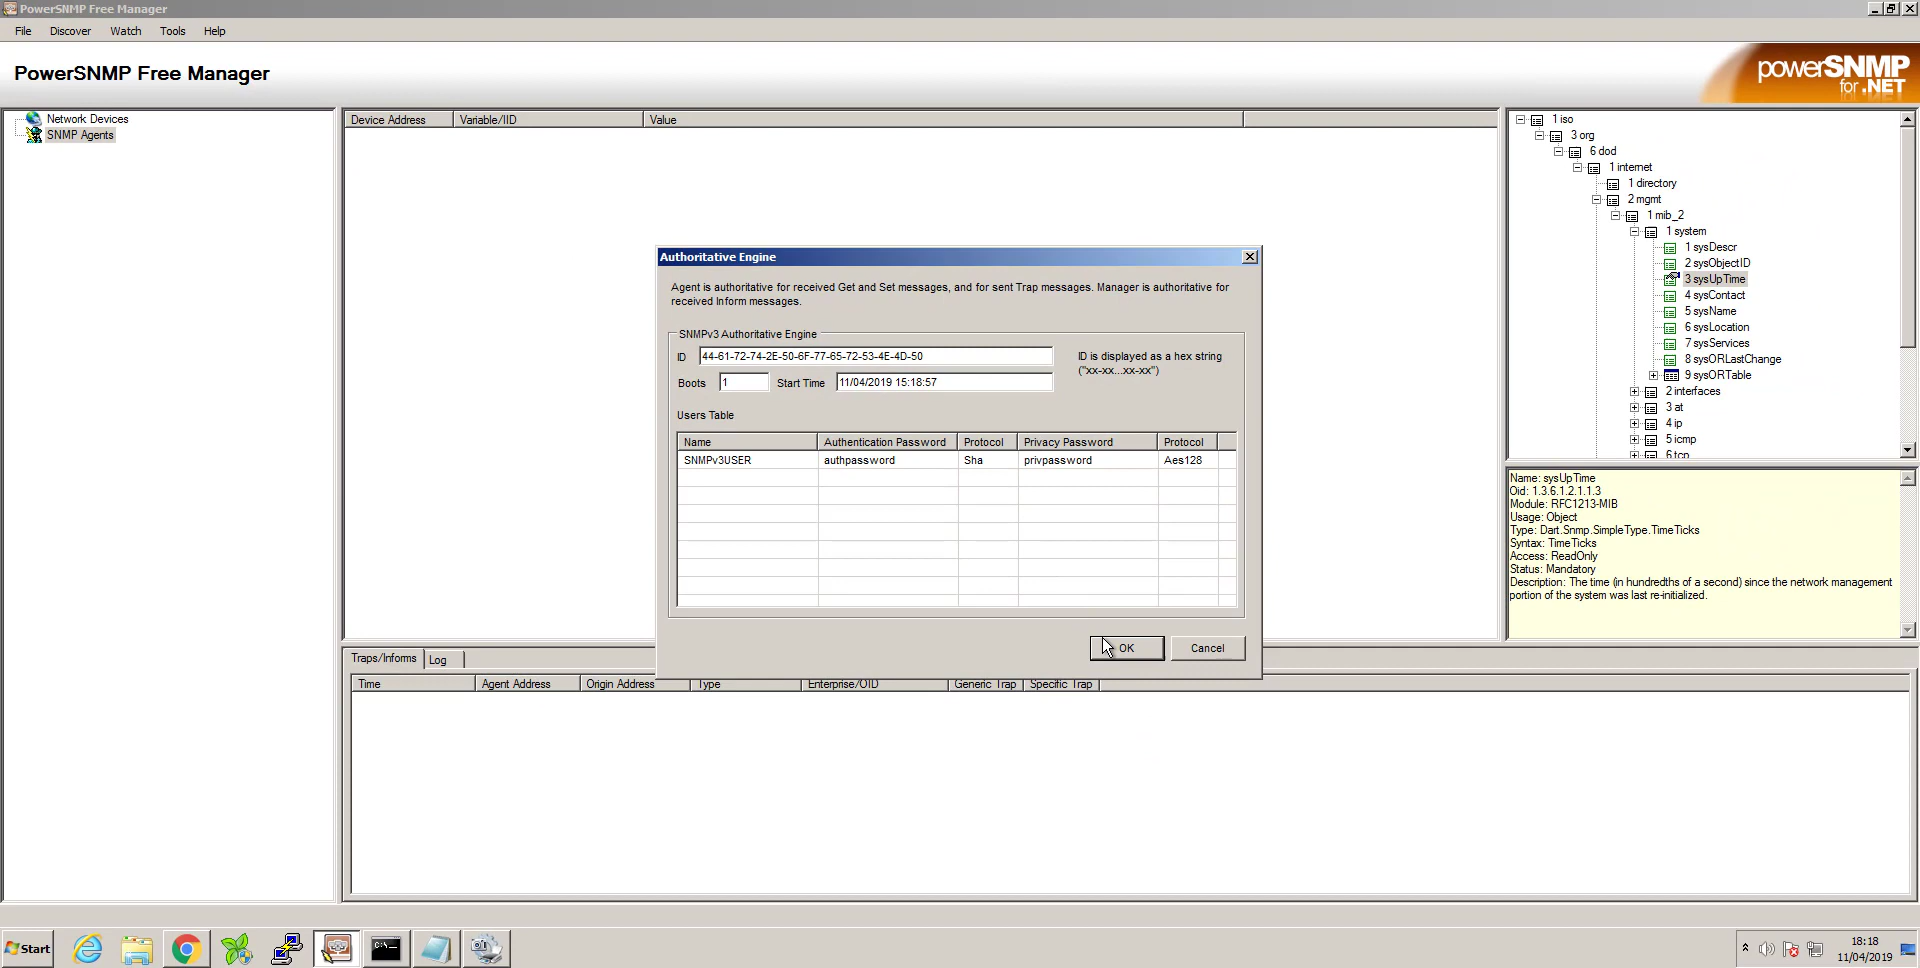 PowerSNMP Free Manager
File Discover Watch Tools Help
PowerSNMP Free Manager
powerSNMP
for .NET
Network Devices
SNMP Agents
Device Address Variable/IID Value
1 iso
3 org
6 dod
1 internet
1 directory
2 mgmt
1 mib_2
1 system
1 sysDescr
2 sysObjectID
3 sysUpTime
4 sysContact
5 sysName
6 sysLocation
7 sysServices
8 sysORLastChange
9 sysORTable
2 interfaces
3 at
4 ip
5 icmp
6 tcp
Authoritative Engine
Agent is authoritative for received Get and Set messages, and for sent Trap messages. Manager is authoritative for
received Inform messages.
SNMPv3 Authoritative Engine
ID 44-61-72-74-2E-50-6F-77-65-72-53-4E-4D-50
ID is displayed as a hex string
("xx-xx...xx-xx")
Boots 1 Start Time 11/04/2019 15:18:57
Users Table
Name Authentication Password Protocol Privacy Password Protocol
SNMPv3USER authpassword Sha privpassword Aes128
OK Cancel
Name: sysUpTime
Oid: 1.3.6.1.2.1.1.3
Module: RFC1213-MIB
Usage: Object
Type: Dart.Snmp.SimpleType.TimeTicks
Syntax: TimeTicks
Access: ReadOnly
Status: Mandatory
Description: The time (in hundredths of a second) since the network management
portion of the system was last re-initialized.
Traps/Informs Log
Time Agent Address Origin Address Type Enterprise/OID Generic Trap Specific Trap
Start
C:\_
18:18
11/04/2019